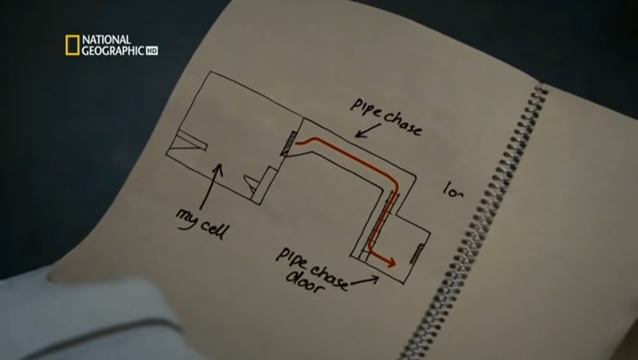 NATIONAL
GEOGRAPHIC HD
pipe chase
my cell
pipe chase
door